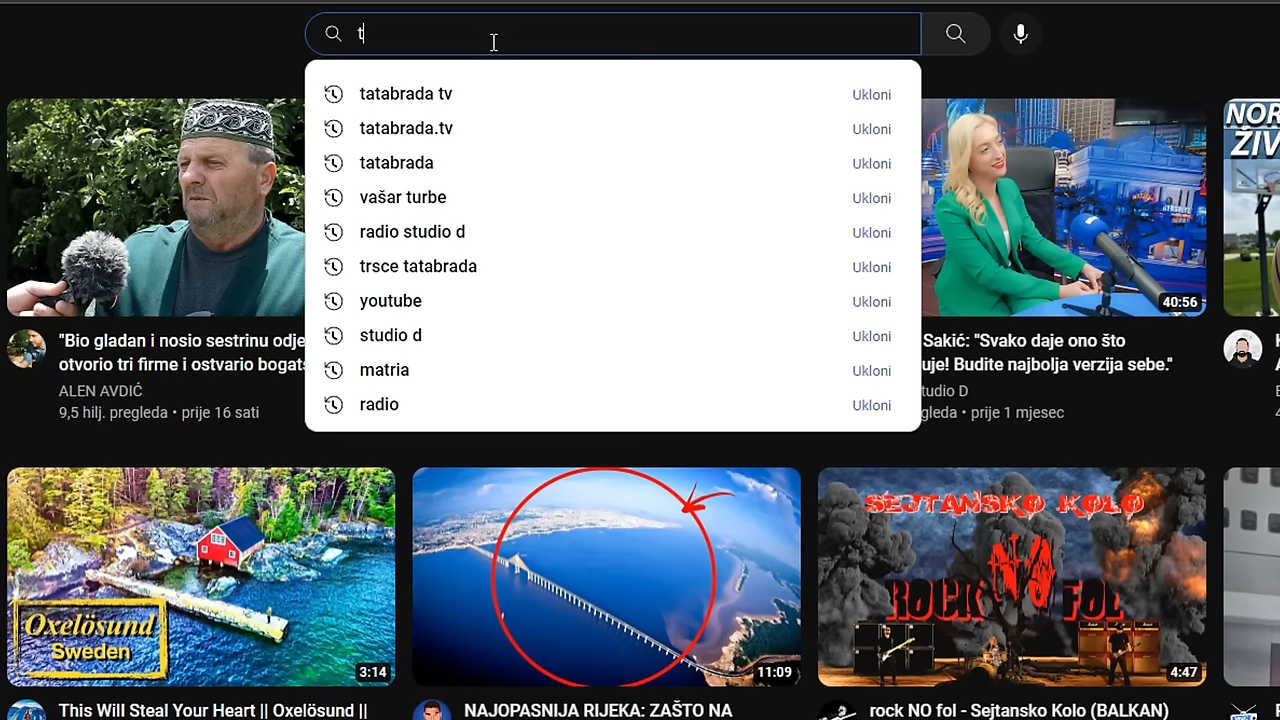 t
tatabrada tv
Ukloni
tatabrada.tv
Ukloni
tatabrada
Ukloni
vašar turbe
Ukloni
radio studio d
Ukloni
trsce tatabrada
Ukloni
youtube
Ukloni
studio d
Ukloni
matria
Ukloni
radio
Ukloni
40:56
NOR
ŽIV
"Bio gladan i nosio sestrinu odje
otvorio tri firme i ostvario bogats
ALEN AVDIĆ
9,5 hilj. pregleda • prije 16 sati
Sakić: "Svako daje ono što
uje! Budite najbolja verzija sebe."
tudio D
gleda • prije 1 mjesec
Oxelösund
Sweden
3:14
11:09
SEJTANSKO KOLO
ROCK NO FOL
4:47
This Will Steal Your Heart || Oxelösund ||
NAJOPASNIJA RIJEKA: ZAŠTO NA
rock NO fol - Sejtansko Kolo (BALKAN)